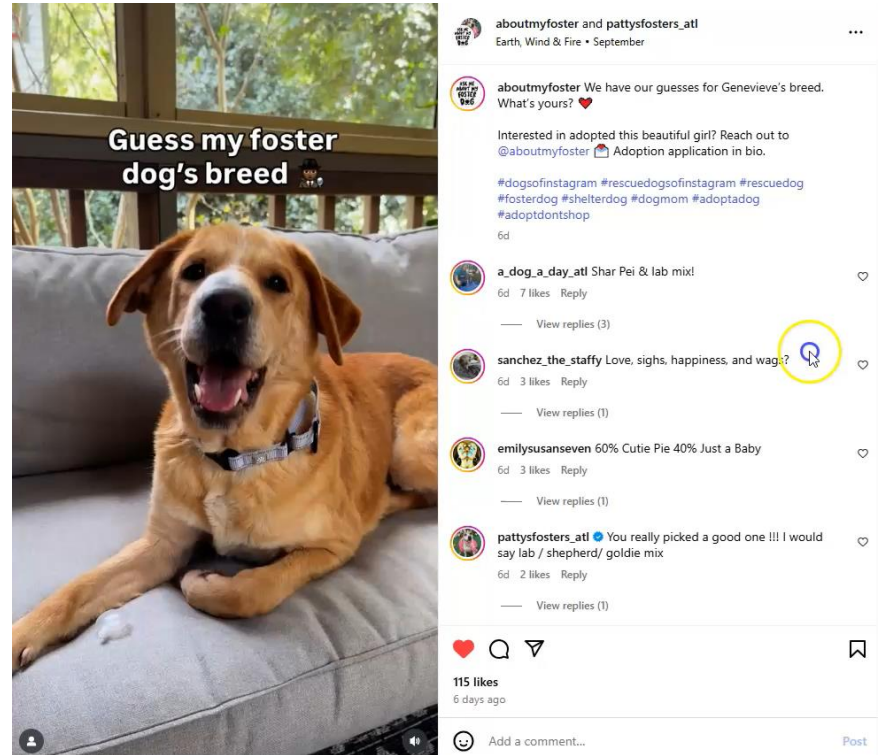 Guess my foster
dog's breed 🕵🏾
aboutmyfoster and pattysfosters_atl
Earth, Wind & Fire • September
aboutmyfoster We have our guesses for Genevieve's breed.
What's yours? ❤️
Interested in adopted this beautiful girl? Reach out to
@aboutmyfoster 📩 Adoption application in bio.
#dogsofinstagram #rescuedogsofinstagram #rescuedog
#fosterdog #shelterdog #dogmom #adoptadog
#adoptdontshop
6d
a_dog_a_day_atl Shar Pei & lab mix!
6d 7 likes Reply
View replies (3)
sanchez_the_staffy Love, sighs, happiness, and wags?
6d 3 likes Reply
View replies (1)
emilysusanseven 60% Cutie Pie 40% Just a Baby
6d 3 likes Reply
View replies (1)
pattysfosters_atl You really picked a good one !!! I would
say lab / shepherd/ goldie mix
6d 2 likes Reply
View replies (1)
115 likes
6 days ago
Add a comment...
Post